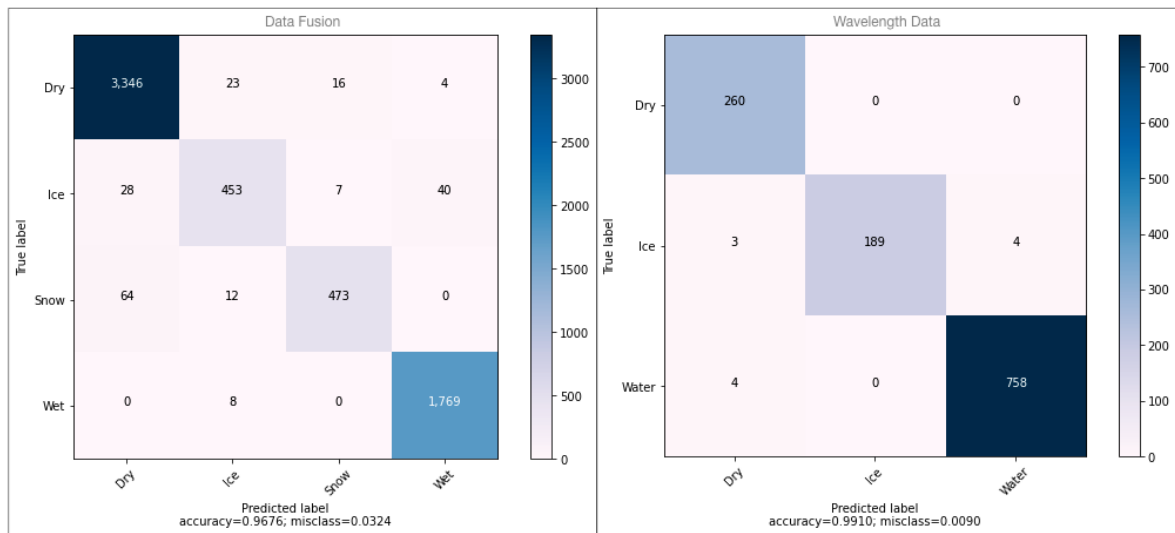 Data Fusion
Dry
3,346 23 16 4
Ice
28 453 7 40
Snow
64 12 473 0
Wet
0 8 0 1,769
True label
Dry Ice Snow Wet
Predicted label
accuracy=0.9676; misclass=0.0324
3000
2500
2000
1500
1000
500
0
Wavelength Data
Dry
260 0 0
Ice
3 189 4
Water
4 0 758
True label
Dry Ice Water
Predicted label
accuracy=0.9910; misclass=0.0090
700
600
500
400
300
200
100
0